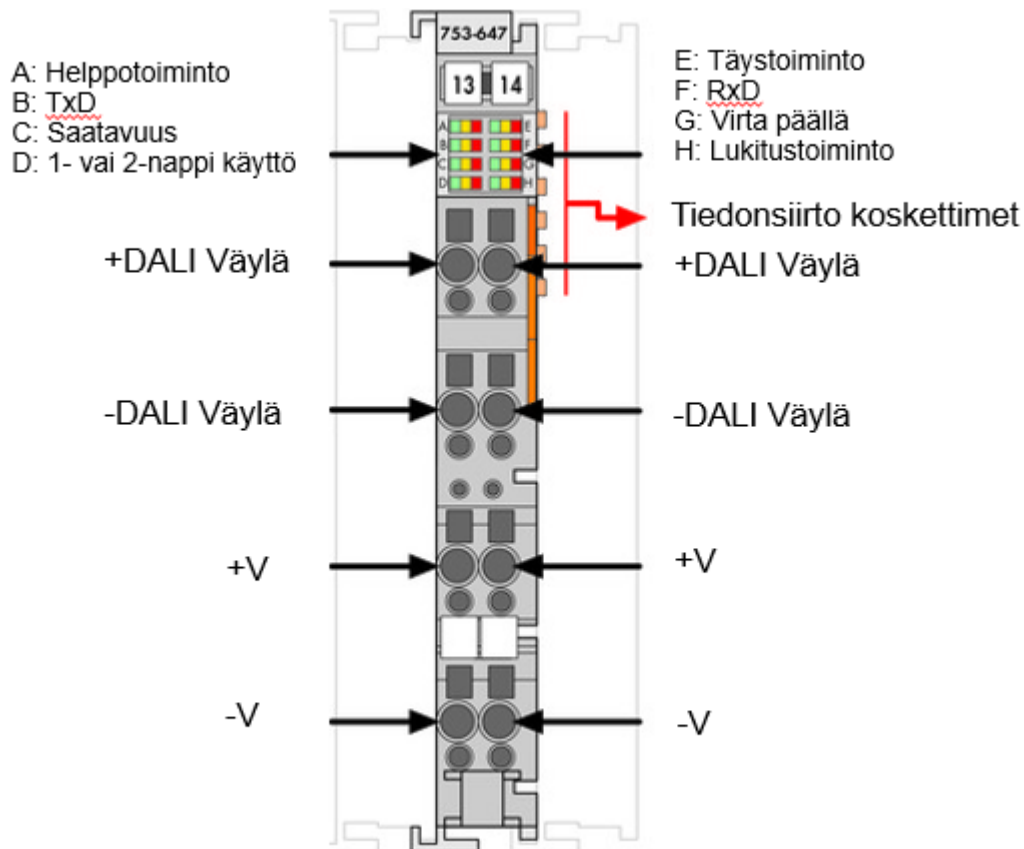 753-647
13 14
A: Helppotoiminto
B: TxD
C: Saatavuus
D: 1- vai 2-nappi käyttö
E: Täystoiminto
F: RxD
G: Virta päällä
H: Lukitustoiminto
A E
B F
C G
D H
Tiedonsiirto koskettimet
+DALI Väylä
+DALI Väylä
-DALI Väylä
-DALI Väylä
+V
+V
-V
-V